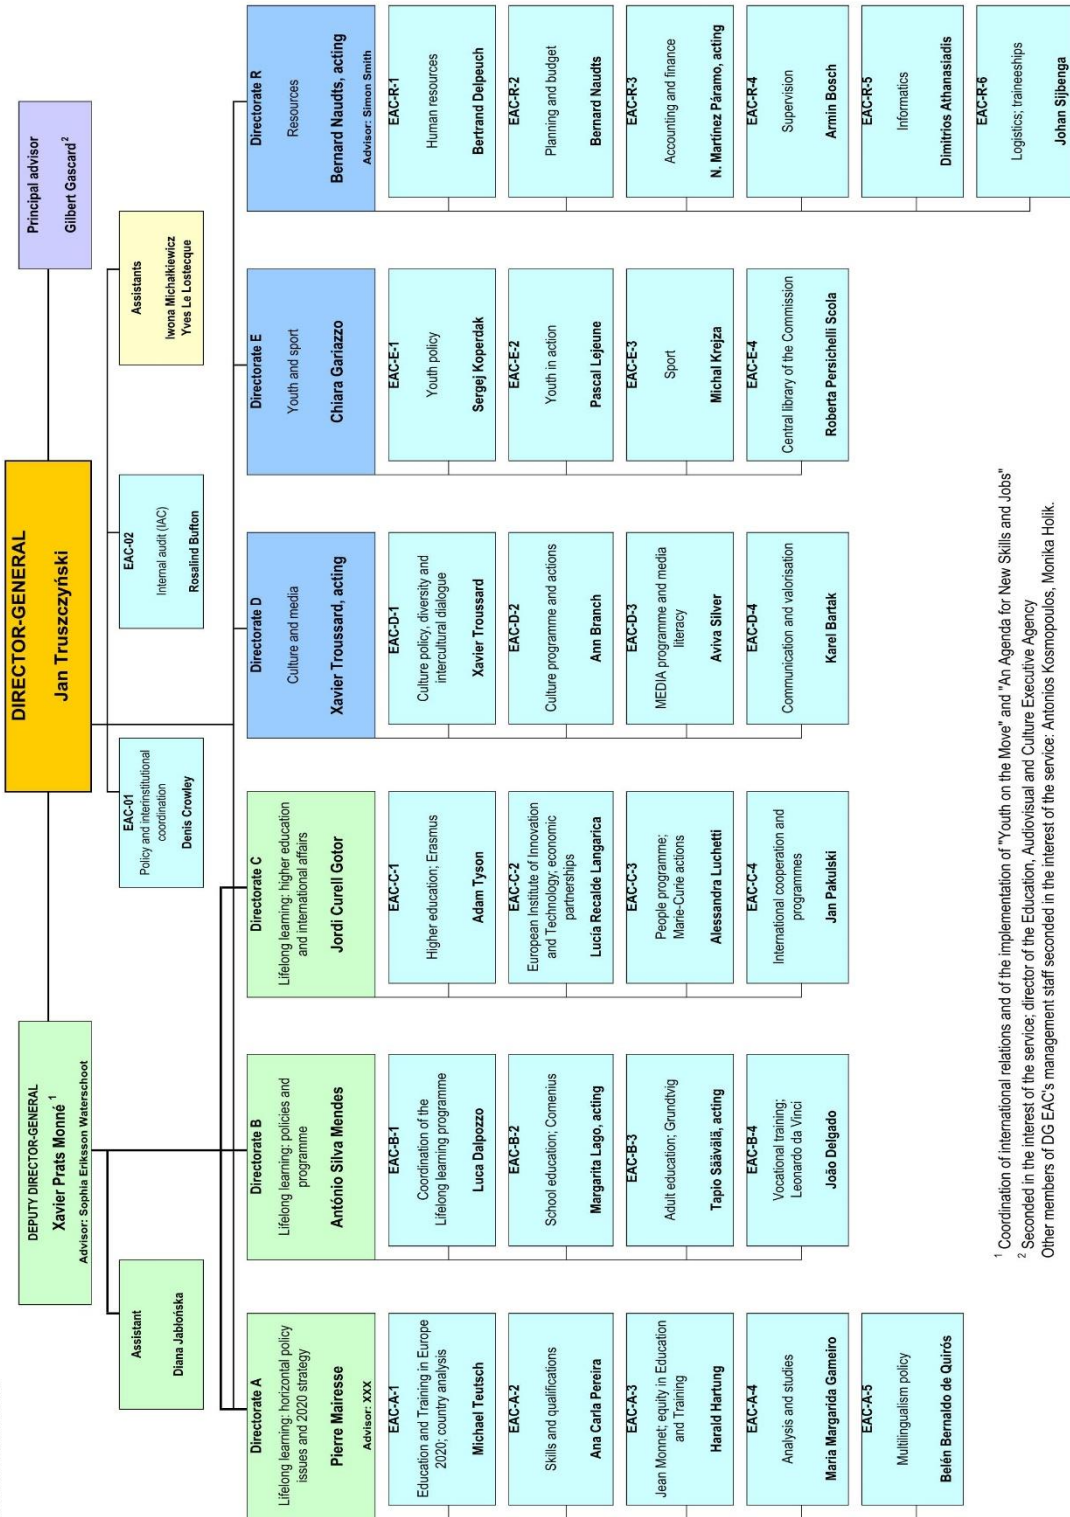 DIRECTOR-GENERAL
Jan Truszczyński
DEPUTY DIRECTOR-GENERAL
Xavier Prats Monné 1
Advisor: Sophia Eriksson Waterschoot
Principal advisor
Gilbert Gascard2
Assistant
Diana Jabłońska
EAC-01
Policy and interinstitutional
coordination
Denis Crowley
EAC-02
Internal audit (IAC)
Rosalind Bufton
Assistants
Iwona Michałkiewicz
Yves Le Lostecque
Directorate A
Lifelong learning: horizontal policy
issues and 2020 strategy
Pierre Mairesse
Advisor: XXX
EAC-A-1
Education and Training in Europe
2020; country analysis
Michael Teutsch
EAC-A-2
Skills and qualifications
Ana Carla Pereira
EAC-A-3
Jean Monnet; equity in Education
and Training
Harald Hartung
EAC-A-4
Analysis and studies
Maria Margarida Gameiro
EAC-A-5
Multilingualism policy
Belén Bernaldo de Quirós
Directorate B
Lifelong learning: policies and
programme
António Silva Mendes
EAC-B-1
Coordination of the
Lifelong learning programme
Luca Dalpozzo
EAC-B-2
School education; Comenius
Margarita Lago, acting
EAC-B-3
Adult education; Grundtvig
Tapio Säävälä, acting
EAC-B-4
Vocational training;
Leonardo da Vinci
João Delgado
Directorate C
Lifelong learning: higher education
and international affairs
Jordi Curell Gotor
EAC-C-1
Higher education; Erasmus
Adam Tyson
EAC-C-2
European Institute of Innovation
and Technology; economic
partnerships
Lucia Recalde Langarica
EAC-C-3
People programme;
Marie-Curie actions
Alessandra Luchetti
EAC-C-4
International cooperation and
programmes
Jan Pakulski
Directorate D
Culture and media
Xavier Troussard, acting
EAC-D-1
Culture policy, diversity and
intercultural dialogue
Xavier Troussard
EAC-D-2
Culture programme and actions
Ann Branch
EAC-D-3
MEDIA programme and media
literacy
Aviva Silver
EAC-D-4
Communication and valorisation
Karel Bartak
Directorate E
Youth and sport
Chiara Gariazzo
EAC-E-1
Youth policy
Sergej Koperdak
EAC-E-2
Youth in action
Pascal Lejeune
EAC-E-3
Sport
Michal Krejza
EAC-E-4
Central library of the Commission
Roberta Persichelli Scola
Directorate R
Resources
Bernard Naudts, acting
Advisor: Simon Smith
EAC-R-1
Human resources
Bertrand Delpeuch
EAC-R-2
Planning and budget
Bernard Naudts
EAC-R-3
Accounting and finance
N. Martínez Páramo, acting
EAC-R-4
Supervision
Armin Bosch
EAC-R-5
Informatics
Dimitrios Athanasiadis
EAC-R-6
Logistics; traineeships
Johan Sijbenga
1 Coordination of international relations and of the implementation of "Youth on the Move" and "An Agenda for New Skills and Jobs"
2 Seconded in the interest of the service; director of the Education, Audiovisual and Culture Executive Agency
Other members of DG EAC's management staff seconded in the interest of the service: Antonios Kosmopoulos, Monika Holik.